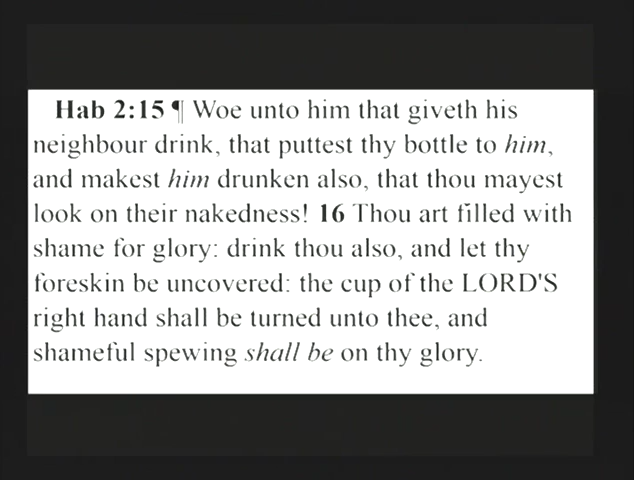 Hab 2:15 ¶ Woe unto him that giveth his
neighbour drink, that puttest thy bottle to him,
and makest him drunken also, that thou mayest
look on their nakedness! 16 Thou art filled with
shame for glory: drink thou also, and let thy
foreskin be uncovered: the cup of the LORD'S
right hand shall be turned unto thee, and
shameful spewing shall be on thy glory.